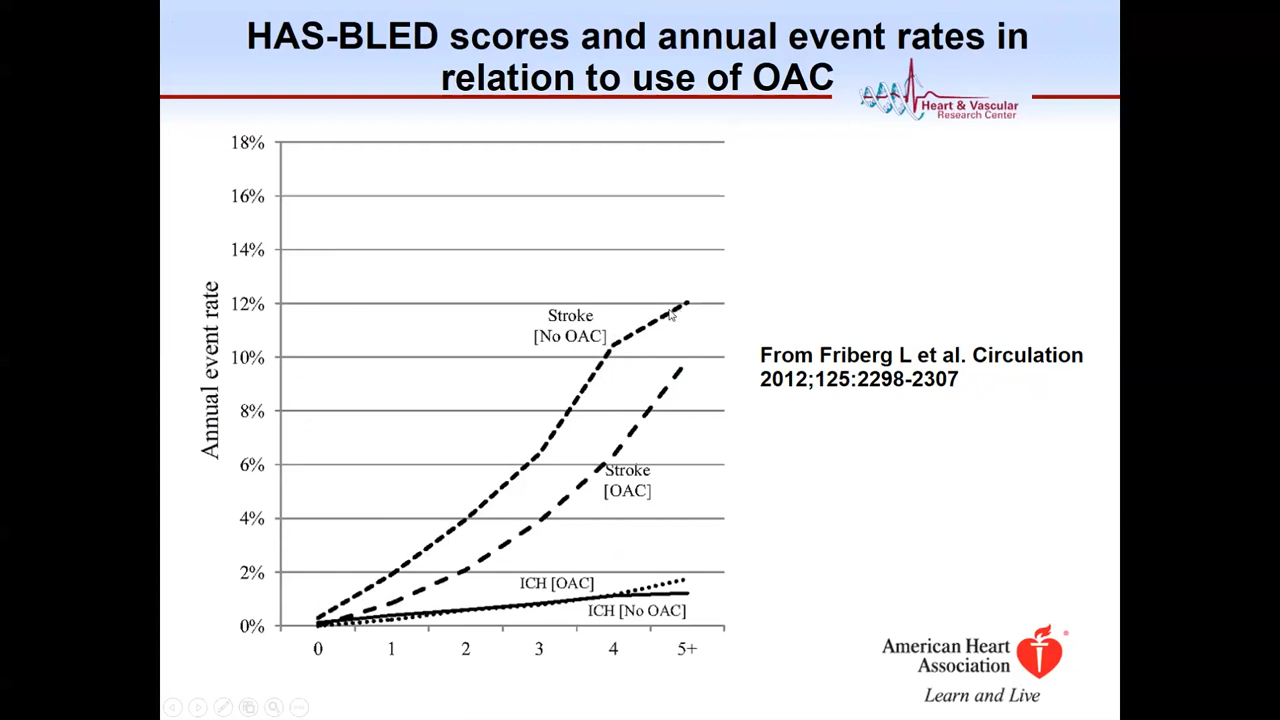 HAS-BLED scores and annual event rates in
relation to use of OAC
Heart & Vascular
Research Center
18%
16%
14%
12%
10%
8%
6%
4%
2%
0%
Annual event rate
Stroke
[No OAC]
Stroke
[OAC]
ICH [OAC]
ICH [No OAC]
0 1 2 3 4 5+
From Friberg L et al. Circulation
2012;125:2298-2307
American Heart
Association
Learn and Live